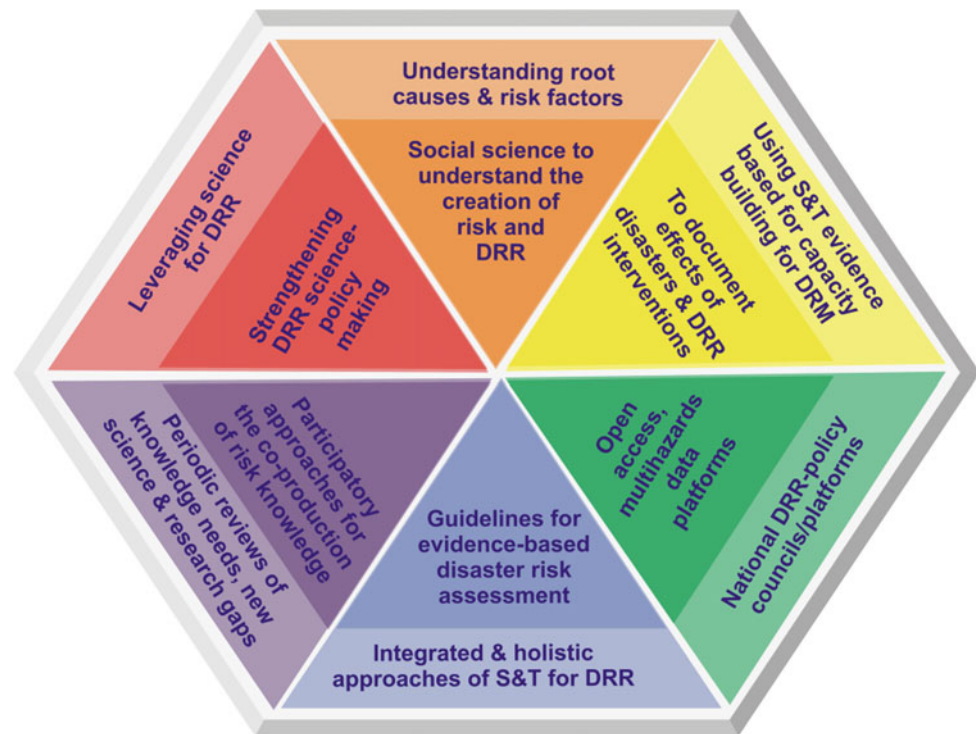 Understanding root
causes & risk factors
Social science to
understand the
creation of
risk and
DRR
Using S&T evidence
based for capacity
building for DRM
To document
effects of
disasters & DRR
interventions
National DRR-policy
councils/platforms
Open
access,
multihazards
data
platforms
Integrated & holistic
approaches of S&T for DRR
Guidelines for
evidence-based
disaster risk
assessment
Periodic reviews of
knowledge needs, new
science & research gaps
Participatory
approaches for
the co-production
of risk knowledge
Leveraging science
for DRR
Strengthening
DRR science-
policy
making